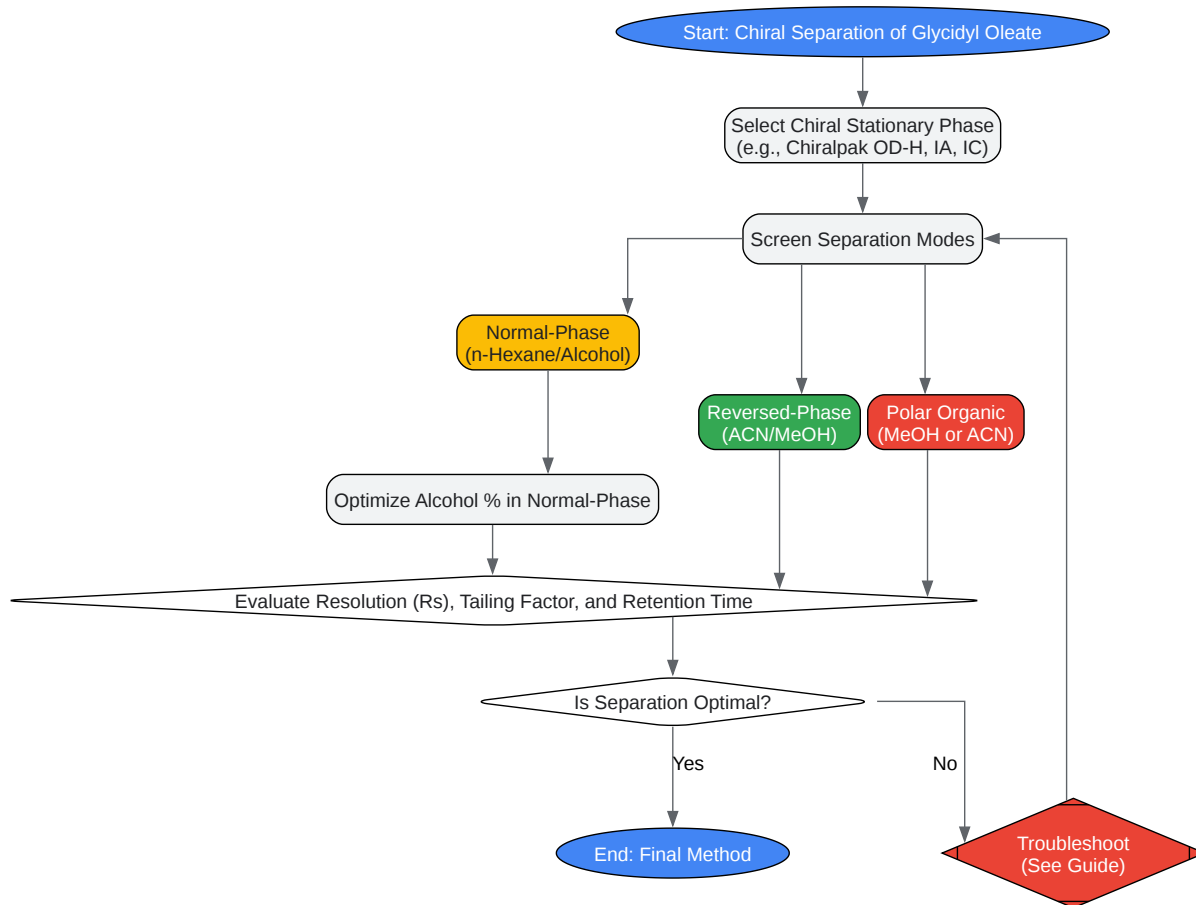 Start: Chiral Separation of Glycidyl Oleate
Select Chiral Stationary Phase
(e.g., Chiralpak OD-H, IA, IC)
Screen Separation Modes
Normal-Phase
(n-Hexane/Alcohol)
Reversed-Phase
(ACN/MeOH)
Polar Organic
(MeOH or ACN)
Optimize Alcohol % in Normal-Phase
Evaluate Resolution (Rs), Tailing Factor, and Retention Time
Is Separation Optimal?
Yes
No
End: Final Method
Troubleshoot
(See Guide)